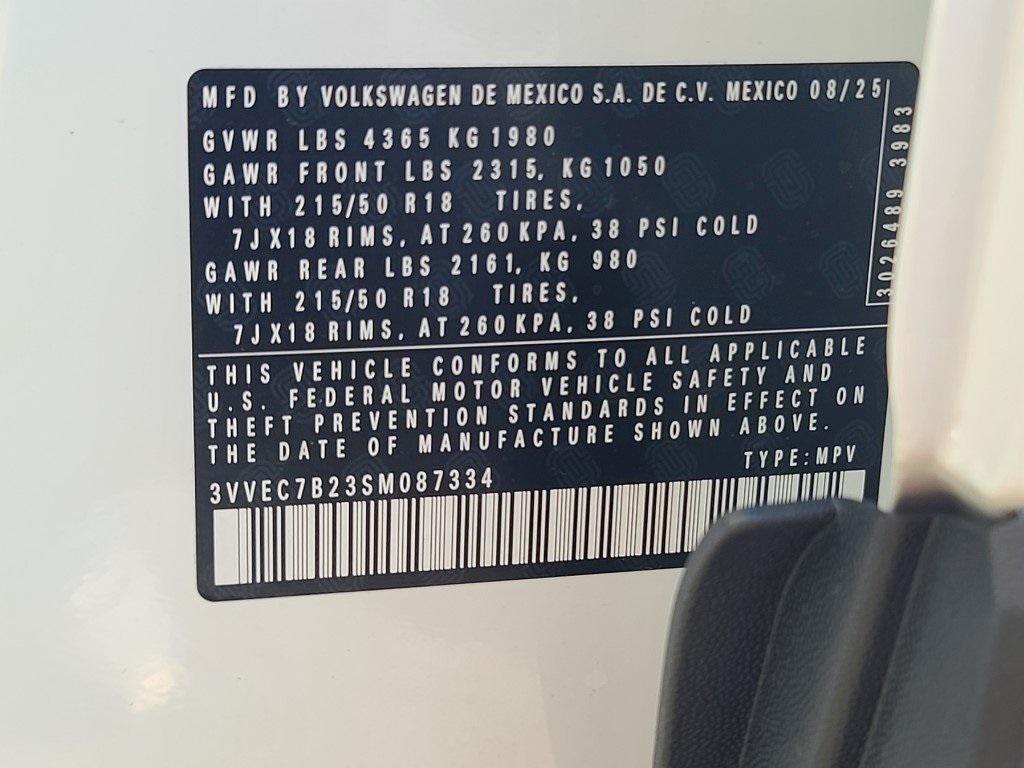 MFD BY VOLKSWAGEN DE MEXICO S.A. DE C.V. MEXICO 08/25
GVWR LBS 4365 KG 1980
GAWR FRONT LBS 2315, KG 1050
WITH 215/50 R18 TIRES,
7JX18 RIMS, AT 260 KPA, 38 PSI COLD
GAWR REAR LBS 2161, KG 980
WITH 215/50 R18 TIRES,
7JX18 RIMS, AT 260 KPA, 38 PSI COLD
3026489 3983
THIS VEHICLE CONFORMS TO ALL APPLICABLE
U.S. FEDERAL MOTOR VEHICLE SAFETY AND
THEFT PREVENTION STANDARDS IN EFFECT ON
THE DATE OF MANUFACTURE SHOWN ABOVE.
TYPE:MPV
3VVEC7B23SM087334